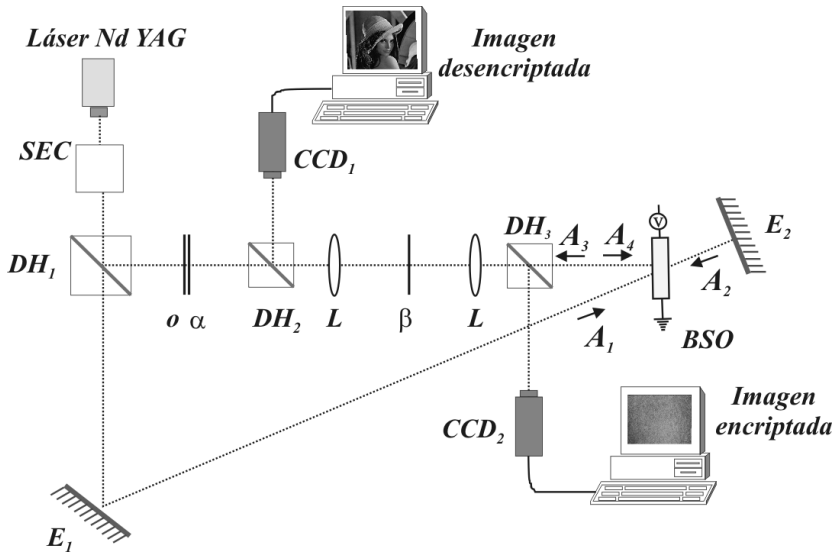 Láser Nd YAG
SEC
CCD1
Imagen
desencriptada
DH1
o α
DH2
L
β
L
DH3
A3
A4
V
E2
A2
A1
BSO
CCD2
Imagen
encriptada
E1